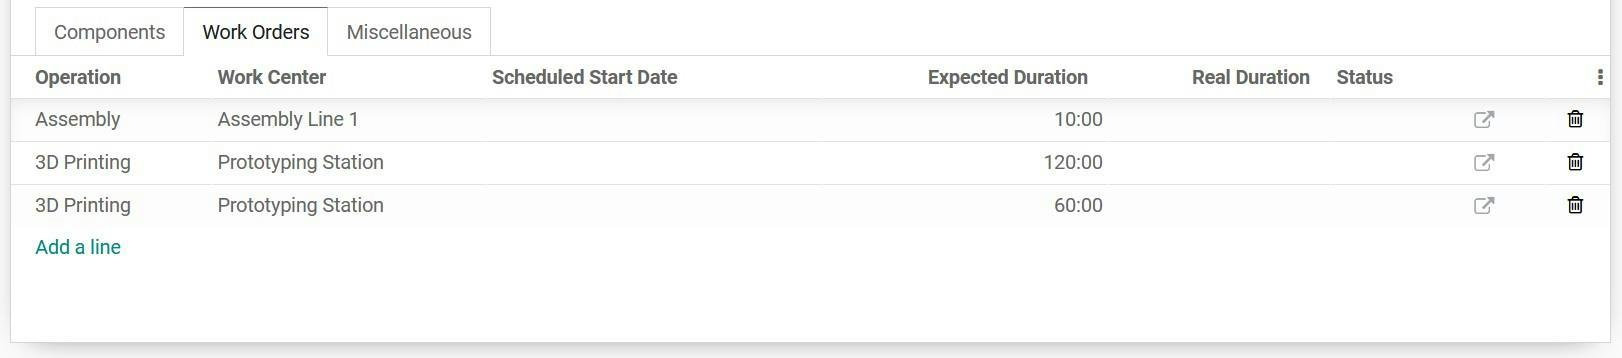 Components Work Orders Miscellaneous
Operation Work Center Scheduled Start Date Expected Duration Real Duration Status
Assembly Assembly Line 1 10:00
3D Printing Prototyping Station 120:00
3D Printing Prototyping Station 60:00
Add a line